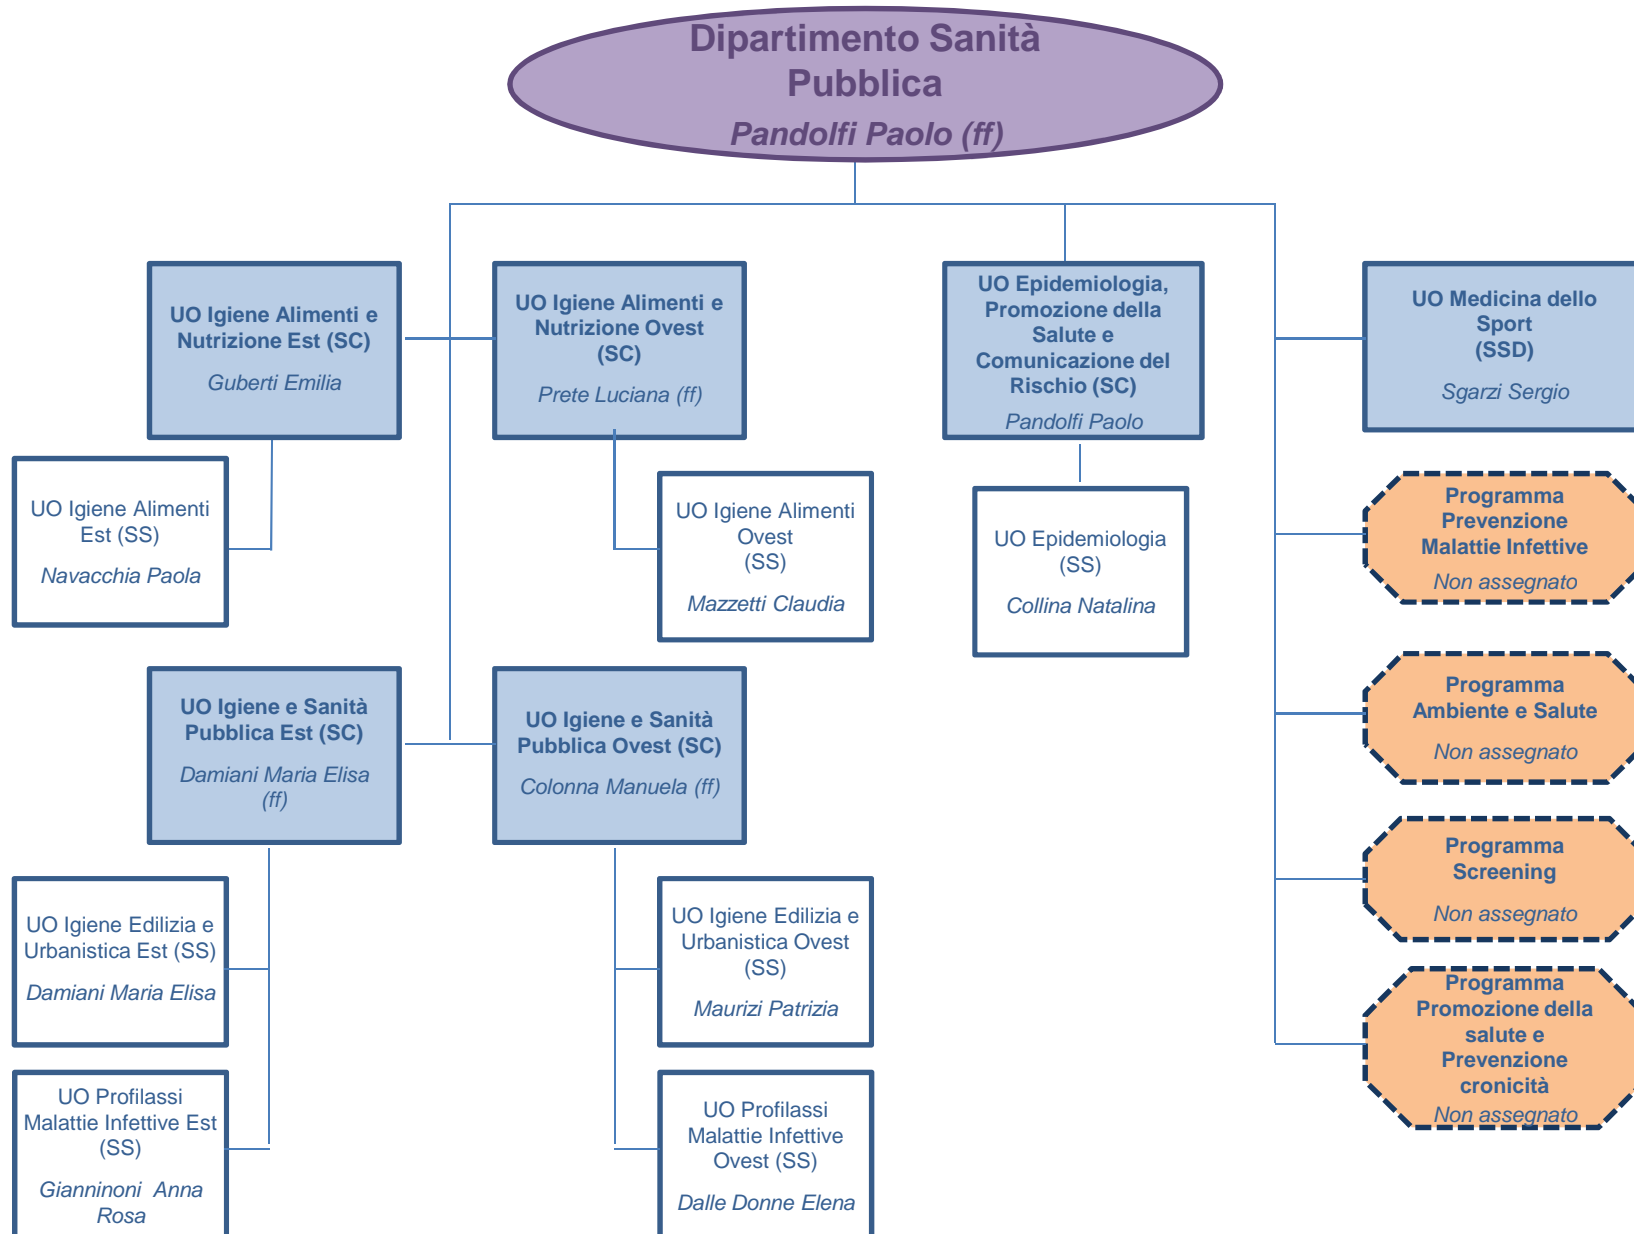 Dipartimento Sanità
Pubblica
Pandolfi Paolo (ff)
UO Igiene Alimenti e
Nutrizione Est (SC)
Guberti Emilia
UO Igiene Alimenti e
Nutrizione Ovest
(SC)
Prete Luciana (ff)
UO Epidemiologia,
Promozione della
Salute e
Comunicazione del
Rischio (SC)
Pandolfi Paolo
UO Medicina dello
Sport
(SSD)
Sgarzi Sergio
UO Igiene Alimenti
Est (SS)
Navacchia Paola
UO Igiene Alimenti
Ovest
(SS)
Mazzetti Claudia
UO Epidemiologia
(SS)
Collina Natalina
Programma
Prevenzione
Malattie Infettive
Non assegnato
UO Igiene e Sanità
Pubblica Est (SC)
Damiani Maria Elisa
(ff)
UO Igiene e Sanità
Pubblica Ovest (SC)
Colonna Manuela (ff)
Programma
Ambiente e Salute
Non assegnato
Programma
Screening
Non assegnato
UO Igiene Edilizia e
Urbanistica Est (SS)
Damiani Maria Elisa
UO Igiene Edilizia e
Urbanistica Ovest
(SS)
Maurizi Patrizia
Programma
Promozione della
salute e
Prevenzione
cronicità
Non assegnato
UO Profilassi
Malattie Infettive Est
(SS)
Gianninoni  Anna
Rosa
UO Profilassi
Malattie Infettive
Ovest (SS)
Dalle Donne Elena